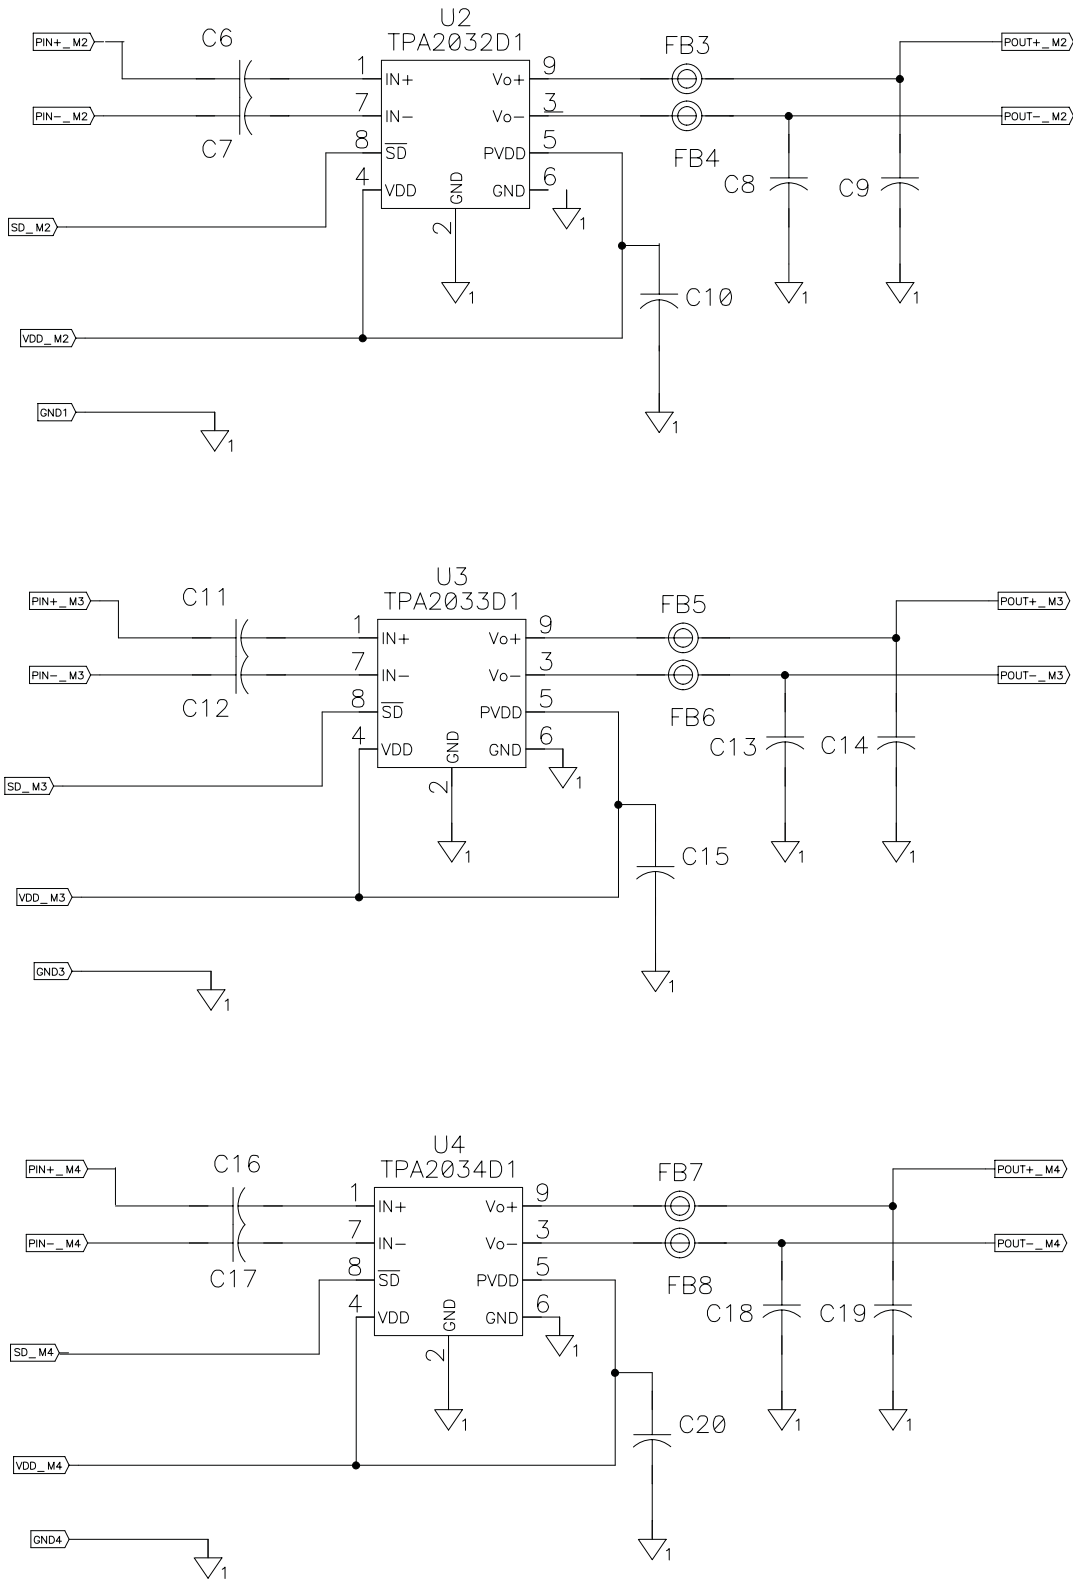 U2
TPA2032D1
PIN+_M2
C6
1
IN+
Vo+
9
FB3
POUT+_M2
PIN-_M2
C7
7
IN-
Vo-
3
FB4
POUT-_M2
8
SD
PVDD
5
C8
C9
4
VDD
GND
GND
6
1
2
SD_M2
1
1
1
C10
VDD_M2
GND1
1
1
U3
TPA2033D1
PIN+_M3
C11
1
IN+
Vo+
9
FB5
POUT+_M3
PIN-_M3
C12
7
IN-
Vo-
3
FB6
POUT-_M3
8
SD
PVDD
5
C13
C14
4
VDD
GND
GND
6
1
2
SD_M3
1
1
1
C15
VDD_M3
GND3
1
1
U4
TPA2034D1
PIN+_M4
C16
1
IN+
Vo+
9
FB7
POUT+_M4
PIN-_M4
C17
7
IN-
Vo-
3
FB8
POUT-_M4
8
SD
PVDD
5
C18
C19
4
VDD
GND
GND
6
1
2
SD_M4
1
1
1
C20
VDD_M4
GND4
1
1